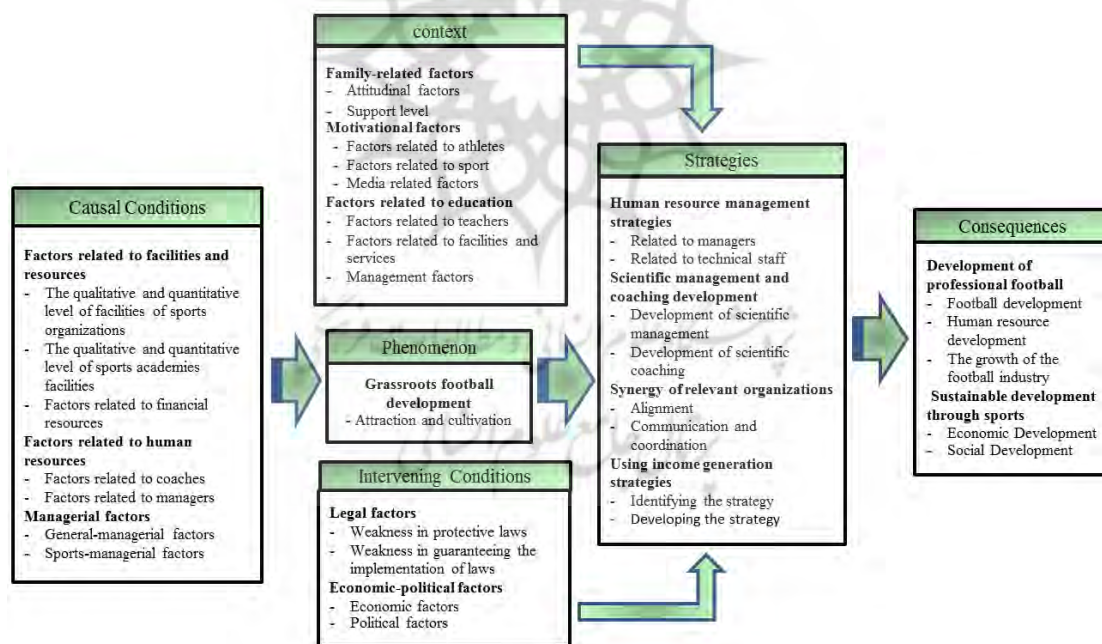 context
Family-related factors
- Attitudinal factors
- Support level
Motivational factors
- Factors related to athletes
- Factors related to sport
- Media related factors
Factors related to education
- Factors related to teachers
- Factors related to facilities and
services
- Management factors
Causal Conditions
Factors related to facilities and
resources
- The qualitative and quantitative
level of facilities of sports
organizations
- The qualitative and quantitative
level of sports academies
facilities
- Factors related to financial
resources
Factors related to human
resources
- Factors related to coaches
- Factors related to managers
Managerial factors
- General-managerial factors
- Sports-managerial factors
Phenomenon
Grassroots football
development
- Attraction and cultivation
Intervening Conditions
Legal factors
- Weakness in protective laws
- Weakness in guaranteeing the
implementation of laws
Economic-political factors
- Economic factors
- Political factors
Strategies
Human resource management
strategies
- Related to managers
- Related to technical staff
Scientific management and
coaching development
- Development of scientific
management
- Development of scientific
coaching
Synergy of relevant organizations
- Alignment
- Communication and
coordination
Using income generation
strategies
- Identifying the strategy
- Developing the strategy
Consequences
Development of
professional football
- Football development
- Human resource
development
- The growth of the
football industry
Sustainable development
through sports
- Economic Development
- Social Development